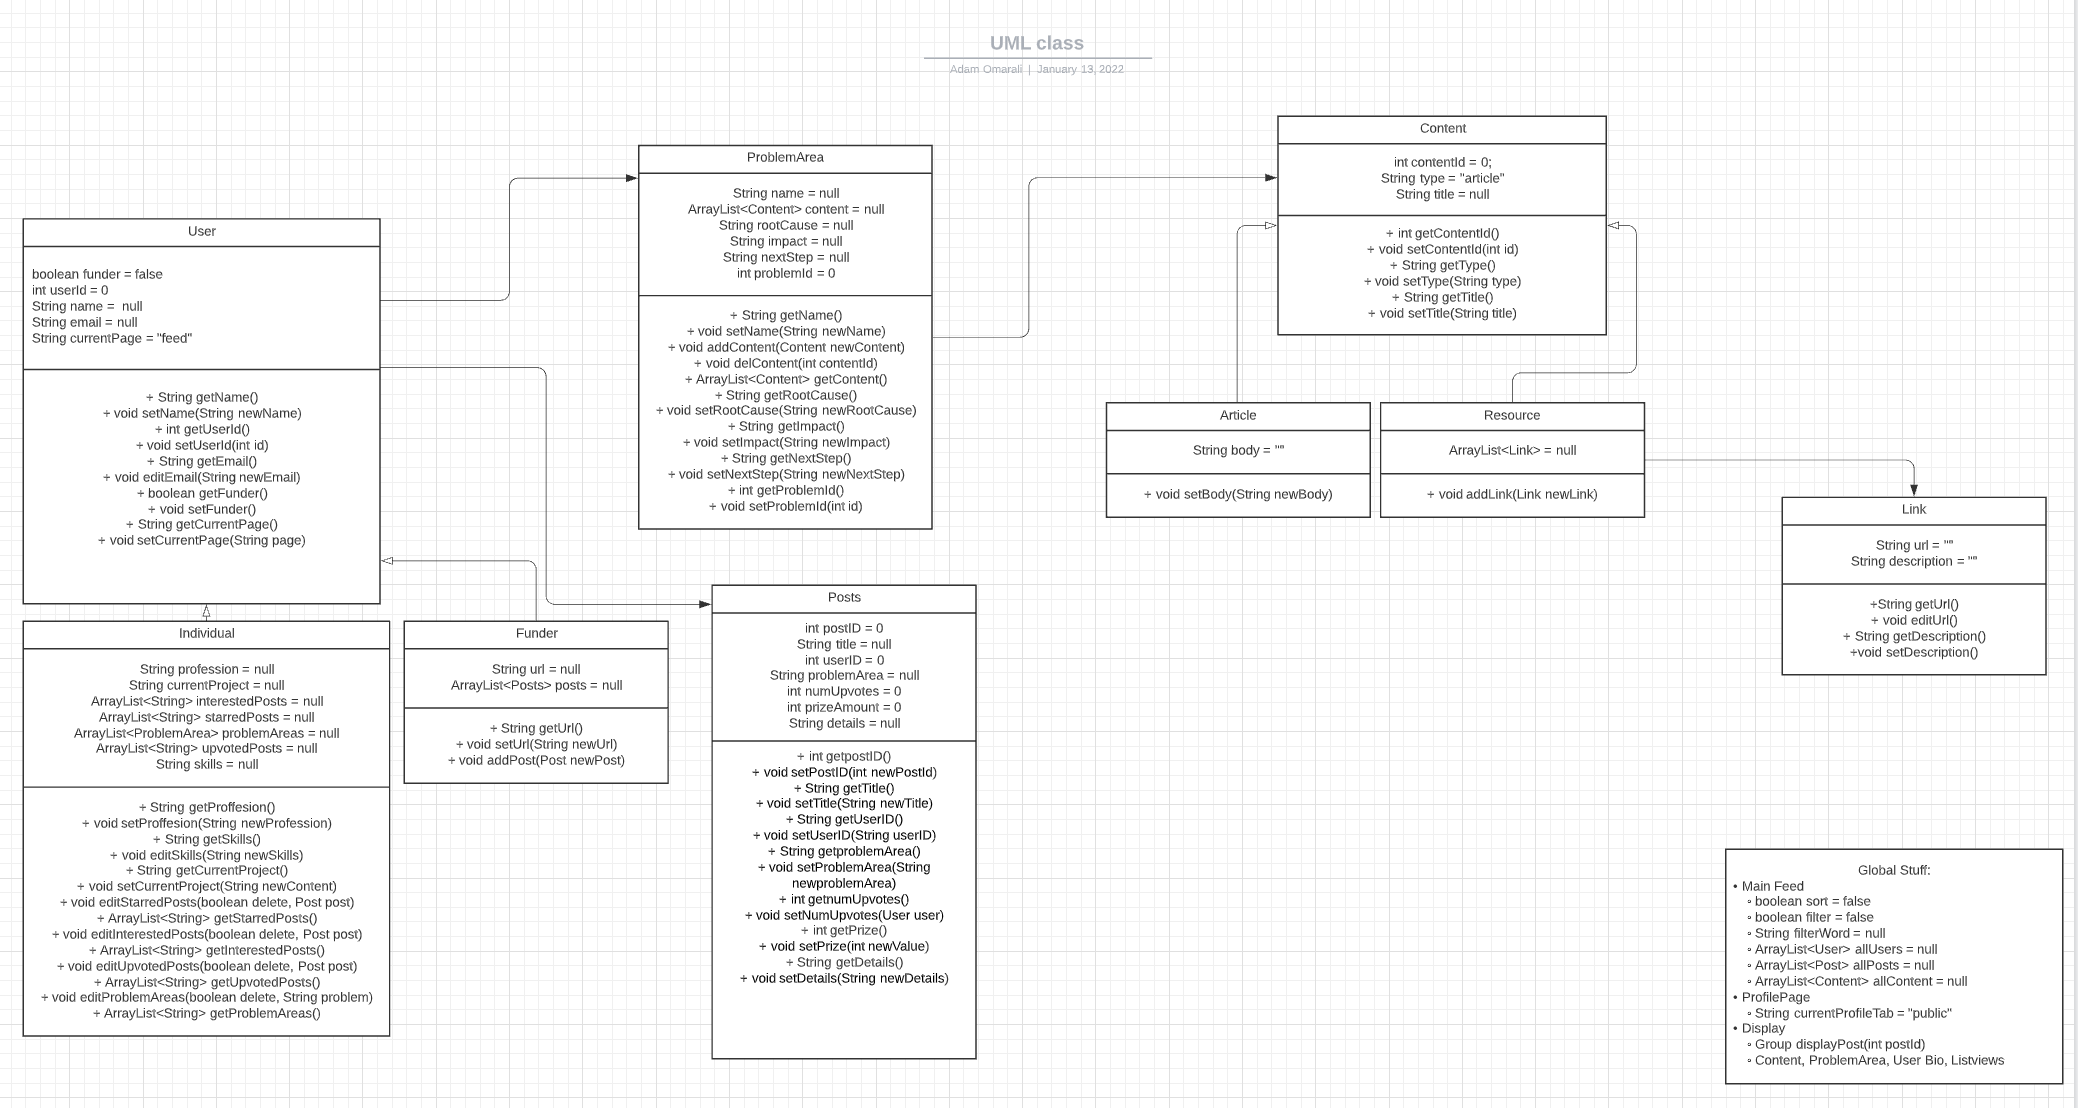 UML class
Adam Omarali | January 13, 2022
User
boolean funder = false
int userId = 0
String name = null
String email = null
String currentPage = "feed"
+ String getName()
+ void setName(String newName)
+ int getUserId()
+ void setUserId(int id)
+ String getEmail()
+ void editEmail(String newEmail)
+ boolean getFunder()
+ void setFunder()
+ String getCurrentPage()
+ void setCurrentPage(String page)
ProblemArea
String name = null
ArrayList<Content> content = null
String rootCause = null
String impact = null
String nextStep = null
int problemId = 0
+ String getName()
+ void setName(String newName)
+ void addContent(Content newContent)
+ void delContent(int contentId)
+ ArrayList<Content> getContent()
+ String getRootCause()
+ void setRootCause(String newRootCause)
+ String getImpact()
+ void setImpact(String newImpact)
+ String getNextStep()
+ void setNextStep(String newNextStep)
+ int getProblemId()
+ void setProblemId(int id)
Content
int contentId = 0;
String type = "article"
String title = null
+ int getContentId()
+ void setContentId(int id)
+ String getType()
+ void setType(String type)
+ String getTitle()
+ void setTitle(String title)
Article
String body = ""
+ void setBody(String newBody)
Resource
ArrayList<Link> = null
+ void addLink(Link newLink)
Link
String url = ""
String description = ""
+String getUrl()
+ void editUrl()
+ String getDescription()
+void setDescription()
Individual
String profession = null
String currentProject = null
ArrayList<String> interestedPosts = null
ArrayList<String> starredPosts = null
ArrayList<ProblemArea> problemAreas = null
ArrayList<String> upvotedPosts = null
String skills = null
+ String getProffesion()
+ void setProffesion(String newProfession)
+ String getSkills()
+ void editSkills(String newSkills)
+ String getCurrentProject()
+ void setCurrentProject(String newContent)
+ void editStarredPosts(boolean delete, Post post)
+ ArrayList<String> getStarredPosts()
+ void editInterestedPosts(boolean delete, Post post)
+ ArrayList<String> getInterestedPosts()
+ void editUpvotedPosts(boolean delete, Post post)
+ ArrayList<String> getUpvotedPosts()
+ void editProblemAreas(boolean delete, String problem)
+ ArrayList<String> getProblemAreas()
Funder
String url = null
ArrayList<Posts> posts = null
+ String getUrl()
+ void setUrl(String newUrl)
+ void addPost(Post newPost)
Posts
int postID = 0
String title = null
int userID = 0
String problemArea = null
int numUpvotes = 0
int prizeAmount = 0
String details = null
+ int getpostID()
+ void setPostID(int newPostId)
+ String getTitle()
+ void setTitle(String newTitle)
+ String getUserID()
+ void setUserID(String userID)
+ String getproblemArea()
+ void setProblemArea(String
newproblemArea)
+ int getnumUpvotes()
+ void setNumUpvotes(User user)
+ int getPrize()
+ void setPrize(int newValue)
+ String getDetails()
+ void setDetails(String newDetails)
Global Stuff:
• Main Feed
◦ boolean sort = false
◦ boolean filter = false
◦ String filterWord = null
◦ ArrayList<User> allUsers = null
◦ ArrayList<Post> allPosts = null
◦ ArrayList<Content> allContent = null
• ProfilePage
◦ String currentProfileTab = "public"
• Display
◦ Group displayPost(int postId)
◦ Content, ProblemArea, User Bio, Listviews